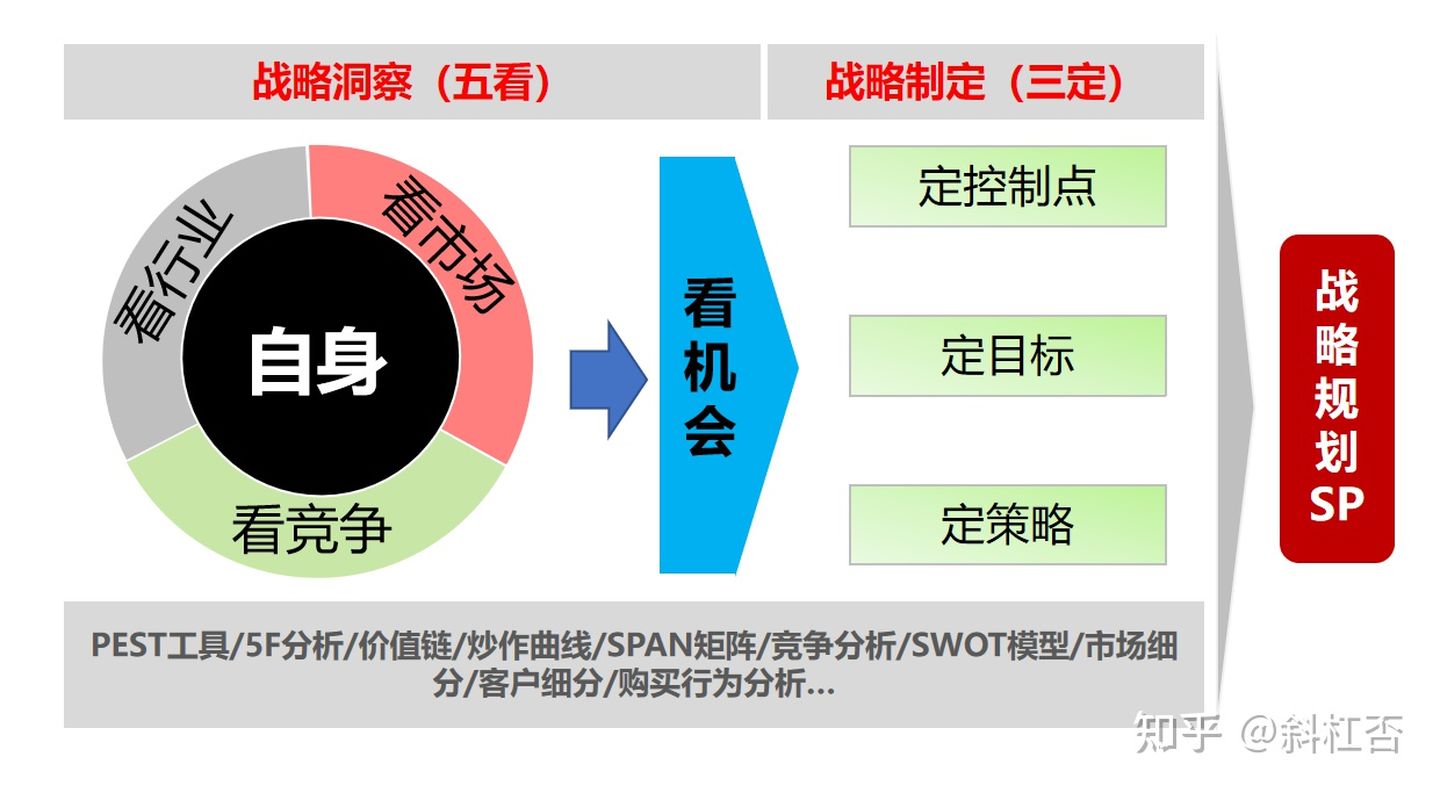 战略洞察（五看）
战略制定（三定）
看行业
看市场
自身
看竞争
看
机
会
定控制点
定目标
定策略
战
略
规
划
SP
PEST工具/5F分析/价值链/炒作曲线/SPAN矩阵/竞争分析/SWOT模型/市场细
分/客户细分/购买行为分析...
知乎 @斜杠否